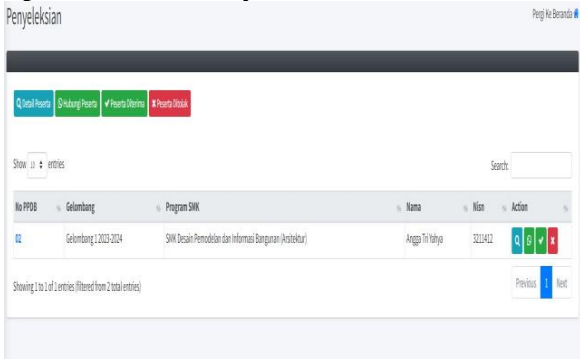 Penyeleksian
Pergi Ke Beranda
Detail Peserta Hubungi Peserta Peserta Diterima Peserta Ditolak
Show 10 entries
Search:
No PPDB Gelombang Program SMK Nama Nisn Action
02 Gelombang 1 2023-2024 SMK Desain Pemodelan dan Informasi Bangunan (Arsitektur) Angga Tri Yahya 3211412
Showing 1 to 1 of 1 entries (filtered from 2 total entries)
Previous 1 Next